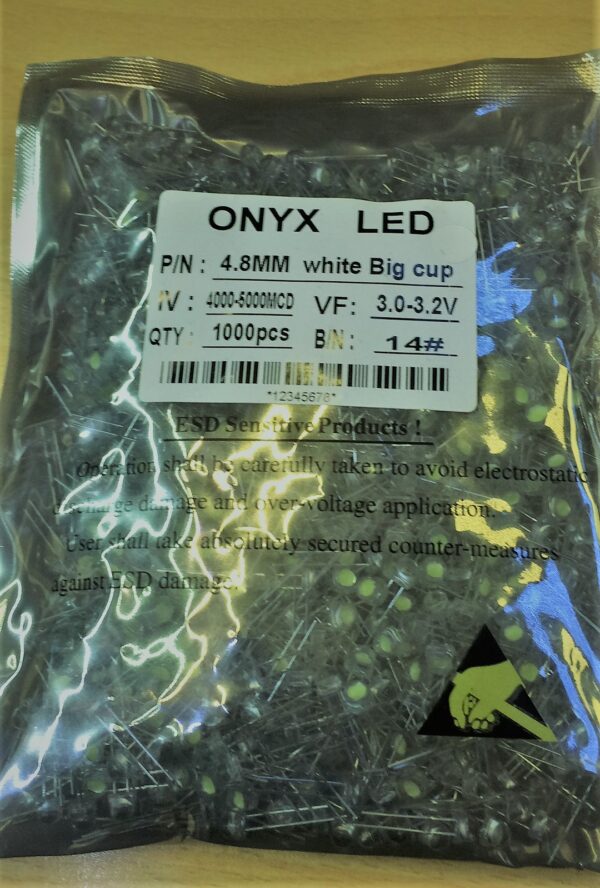 ONYX LED
P/N : 4.8MM white Big cup
IV : 4000-5000MCD VF: 3.0-3.2V
QTY : 1000pcs B/N : 14#
*12345678*
ESD Sensitive Products !
Operation shall be carefully taken to avoid electrostatic
discharge damage and over-voltage application.
User shall take absolutely secured counter-measures
against ESD damage.